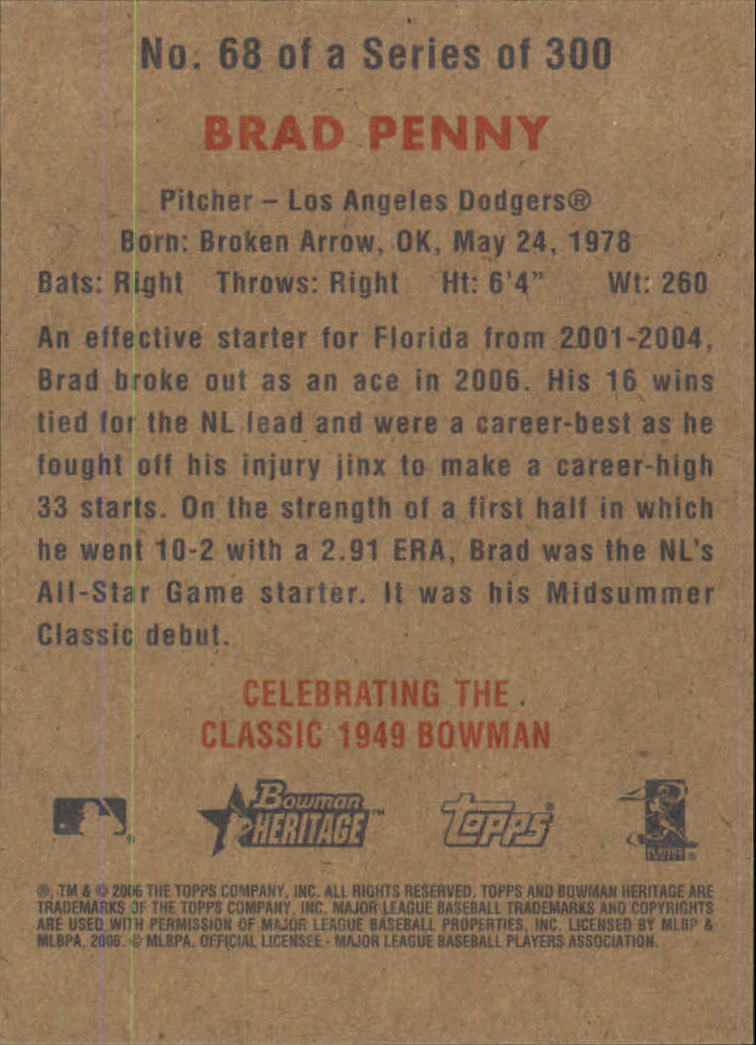 No. 68 of a Series of 300
BRAD PENNY
Pitcher – Los Angeles Dodgers®
Born: Broken Arrow, OK, May 24, 1978
Bats: Right Throws: Right Ht: 6'4" Wt: 260
An effective starter for Florida from 2001-2004,
Brad broke out as an ace in 2006. His 16 wins
tied for the NL lead and were a career-best as he
fought off his injury jinx to make a career-high
33 starts. On the strength of a first half in which
he went 10-2 with a 2.91 ERA, Brad was the NL's
All-Star Game starter. It was his Midsummer
Classic debut.
CELEBRATING THE
CLASSIC 1949 BOWMAN
® Bowman HERITAGE™ Topps® PLAYERS ®
®, TM & © 2006 THE TOPPS COMPANY, INC. ALL RIGHTS RESERVED. TOPPS AND BOWMAN HERITAGE ARE
TRADEMARKS OF THE TOPPS COMPANY, INC. MAJOR LEAGUE BASEBALL TRADEMARKS AND COPYRIGHTS
ARE USED WITH PERMISSION OF MAJOR LEAGUE BASEBALL PROPERTIES, INC. LICENSED BY MLBP &
MLBPA, 2006. © MLBPA. OFFICIAL LICENSEE - MAJOR LEAGUE BASEBALL PLAYERS ASSOCIATION.